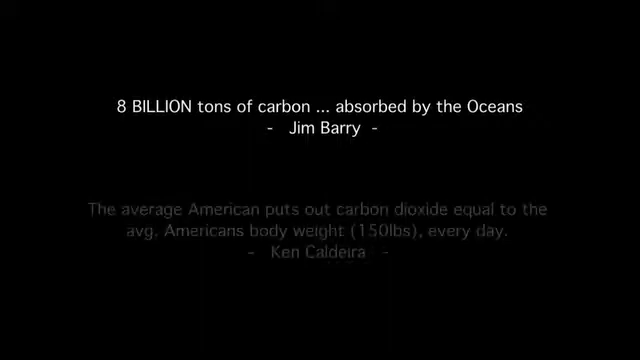 8 BILLION tons of carbon ... absorbed by the Oceans
- Jim Barry -
The average American puts out carbon dioxide equal to the
avg. Americans body weight (150lbs), every day.
- Ken Caldeira -